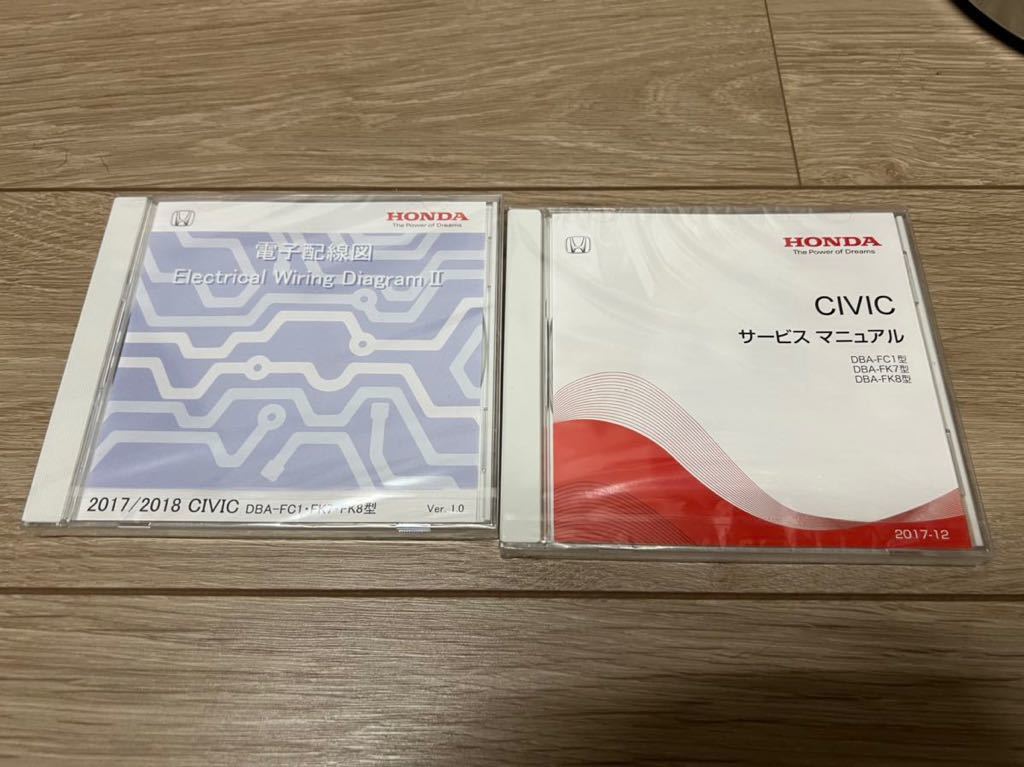 HONDA
The Power of Dreams
電子配線図
Electrical Wiring Diagram II
2017/2018 CIVIC DBA-FC1・FK7・FK8型
Ver. 1.0
HONDA
The Power of Dreams
CIVIC
サービス マニュアル
DBA-FC1型
DBA-FK7型
DBA-FK8型
2017-12